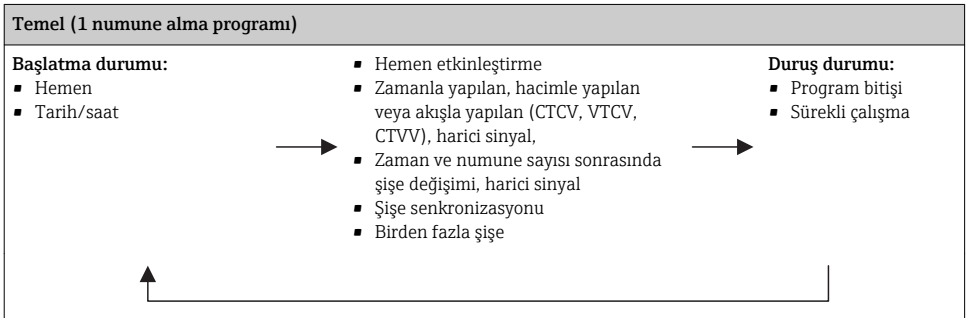 Temel (1 numune alma programı)
Başlatma durumu:
▪ Hemen
▪ Tarih/saat
▪ Hemen etkinleştirme
▪ Zamanla yapılan, hacimle yapılan
veya akışla yapılan (CTCV, VTCV,
CTVV), harici sinyal,
▪ Zaman ve numune sayısı sonrasında
şişe değişimi, harici sinyal
▪ Şişe senkronizasyonu
▪ Birden fazla şişe
Duruş durumu:
▪ Program bitişi
▪ Sürekli çalışma